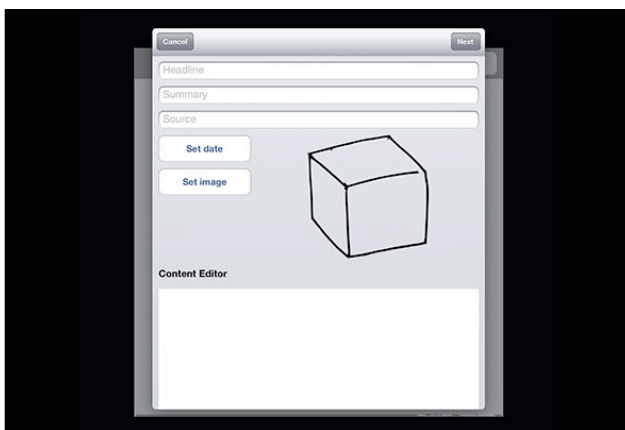 Cancel Next
Headline
Summary
Source
Set date
Set image
Content Editor